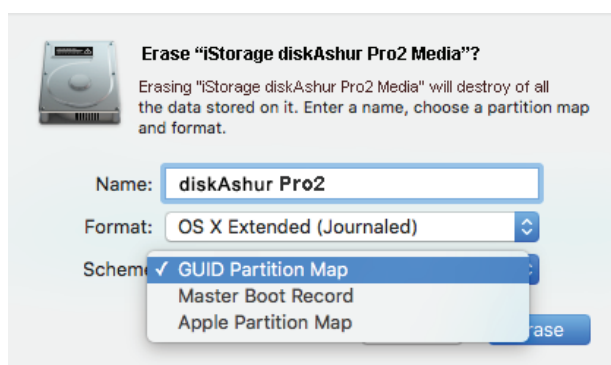 Erase “iStorage diskAshur Pro2 Media”?
Erasing "iStorage diskAshur Pro2 Media" will destroy of all
the data stored on it. Enter a name, choose a partition map
and format.
Name: diskAshur Pro2
Format: OS X Extended (Journaled)
Scheme ✓ GUID Partition Map
Master Boot Record
Apple Partition Map
rase